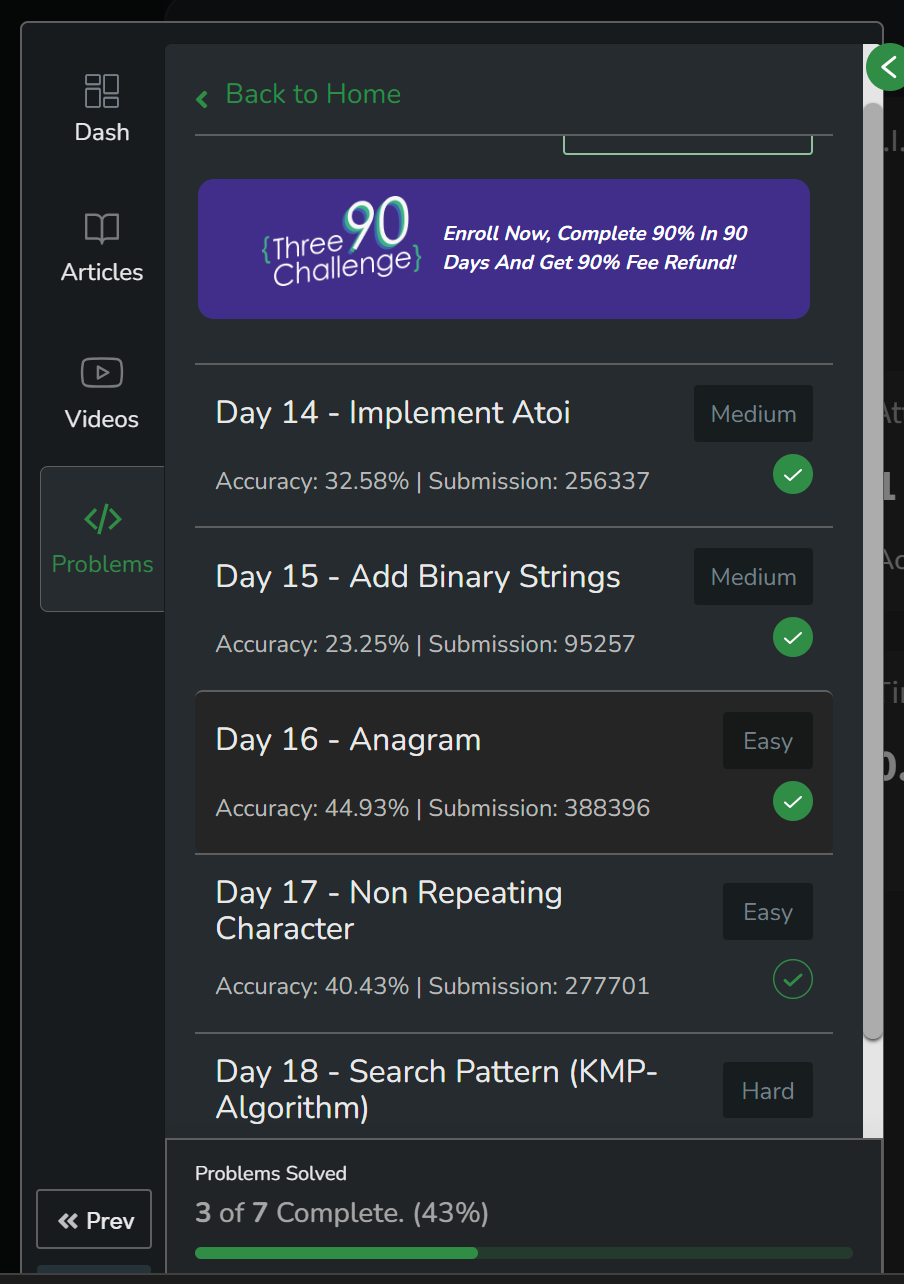 Dash
Articles
Videos
Problems
Prev
Back to Home
{Three 90
Challenge}
Enroll Now, Complete 90% In 90
Days And Get 90% Fee Refund!
Day 14 - Implement Atoi
Medium
Accuracy: 32.58% | Submission: 256337
Day 15 - Add Binary Strings
Medium
Accuracy: 23.25% | Submission: 95257
Day 16 - Anagram
Easy
Accuracy: 44.93% | Submission: 388396
Day 17 - Non Repeating
Character
Easy
Accuracy: 40.43% | Submission: 277701
Day 18 - Search Pattern (KMP-
Algorithm)
Hard
Problems Solved
3 of 7 Complete. (43%)